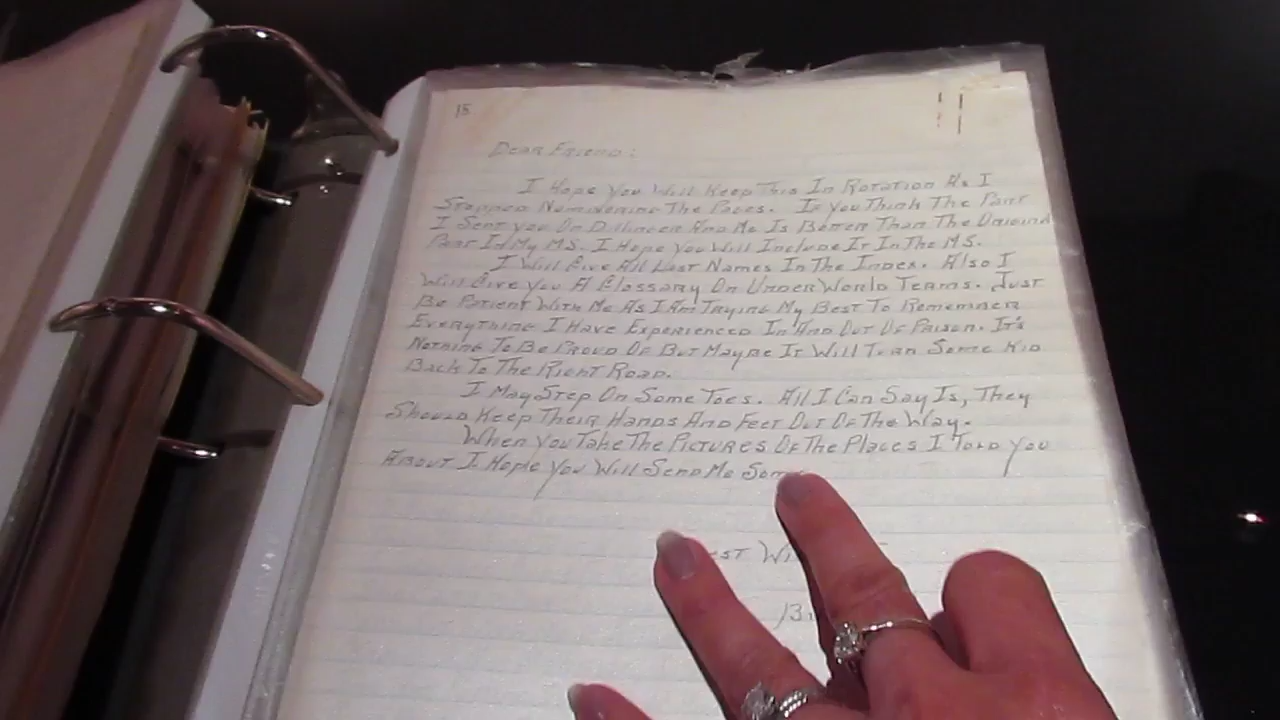 18
Dear Friend:
I Hope You Will Keep This In Rotation As I
Stopped Numbering The Pages. If You Think The Part
I Sent You On Dillinger And Me Is Better Than The Original
Part In My MS. I Hope You Will Include It In The MS.
I Will Give All Last Names In The Index. Also I
Will Give You A Glossary On UnderWorld Terms. Just
Be Patient With Me As I Am Trying My Best To Remember
Everything I Have Experienced In And Out Of Prison. It's
Nothing To Be Proud Of But Maybe It Will Turn Some Kid
Back To The Right Road.
I May Step On Some Toes. All I Can Say Is, They
Should Keep Their Hands And Feet Out Of The Way.
When You Take The Pictures Of The Places I Told You
About I Hope You Will Send Me Som
st Wi